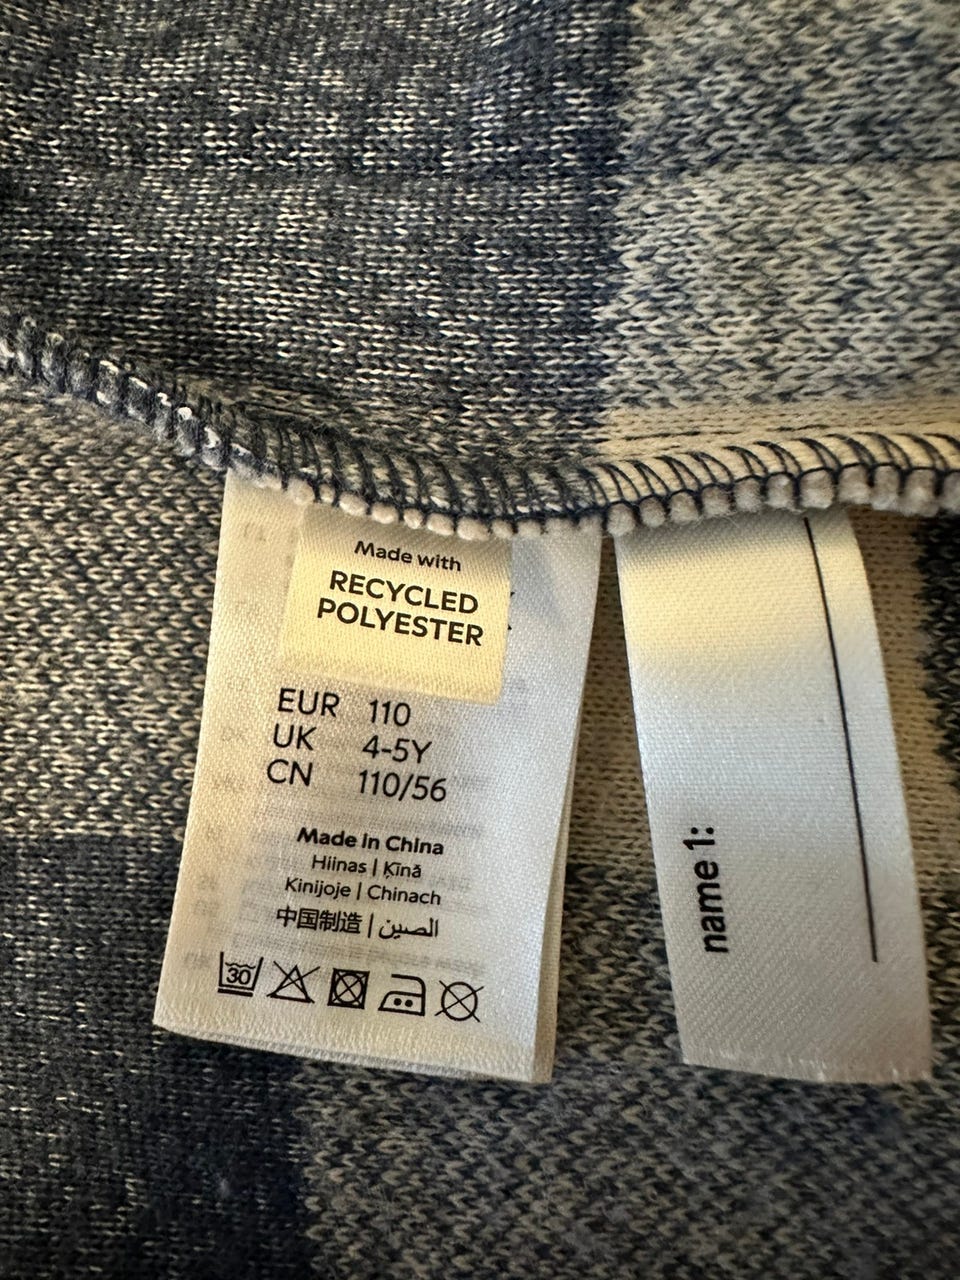 Made with
RECYCLED
POLYESTER
EUR 110
UK 4-5Y
CN 110/56
Made in China
Hiinas | Ķīnā
Kinijoje | Chinach
中国制造 | الصين
30
name 1: